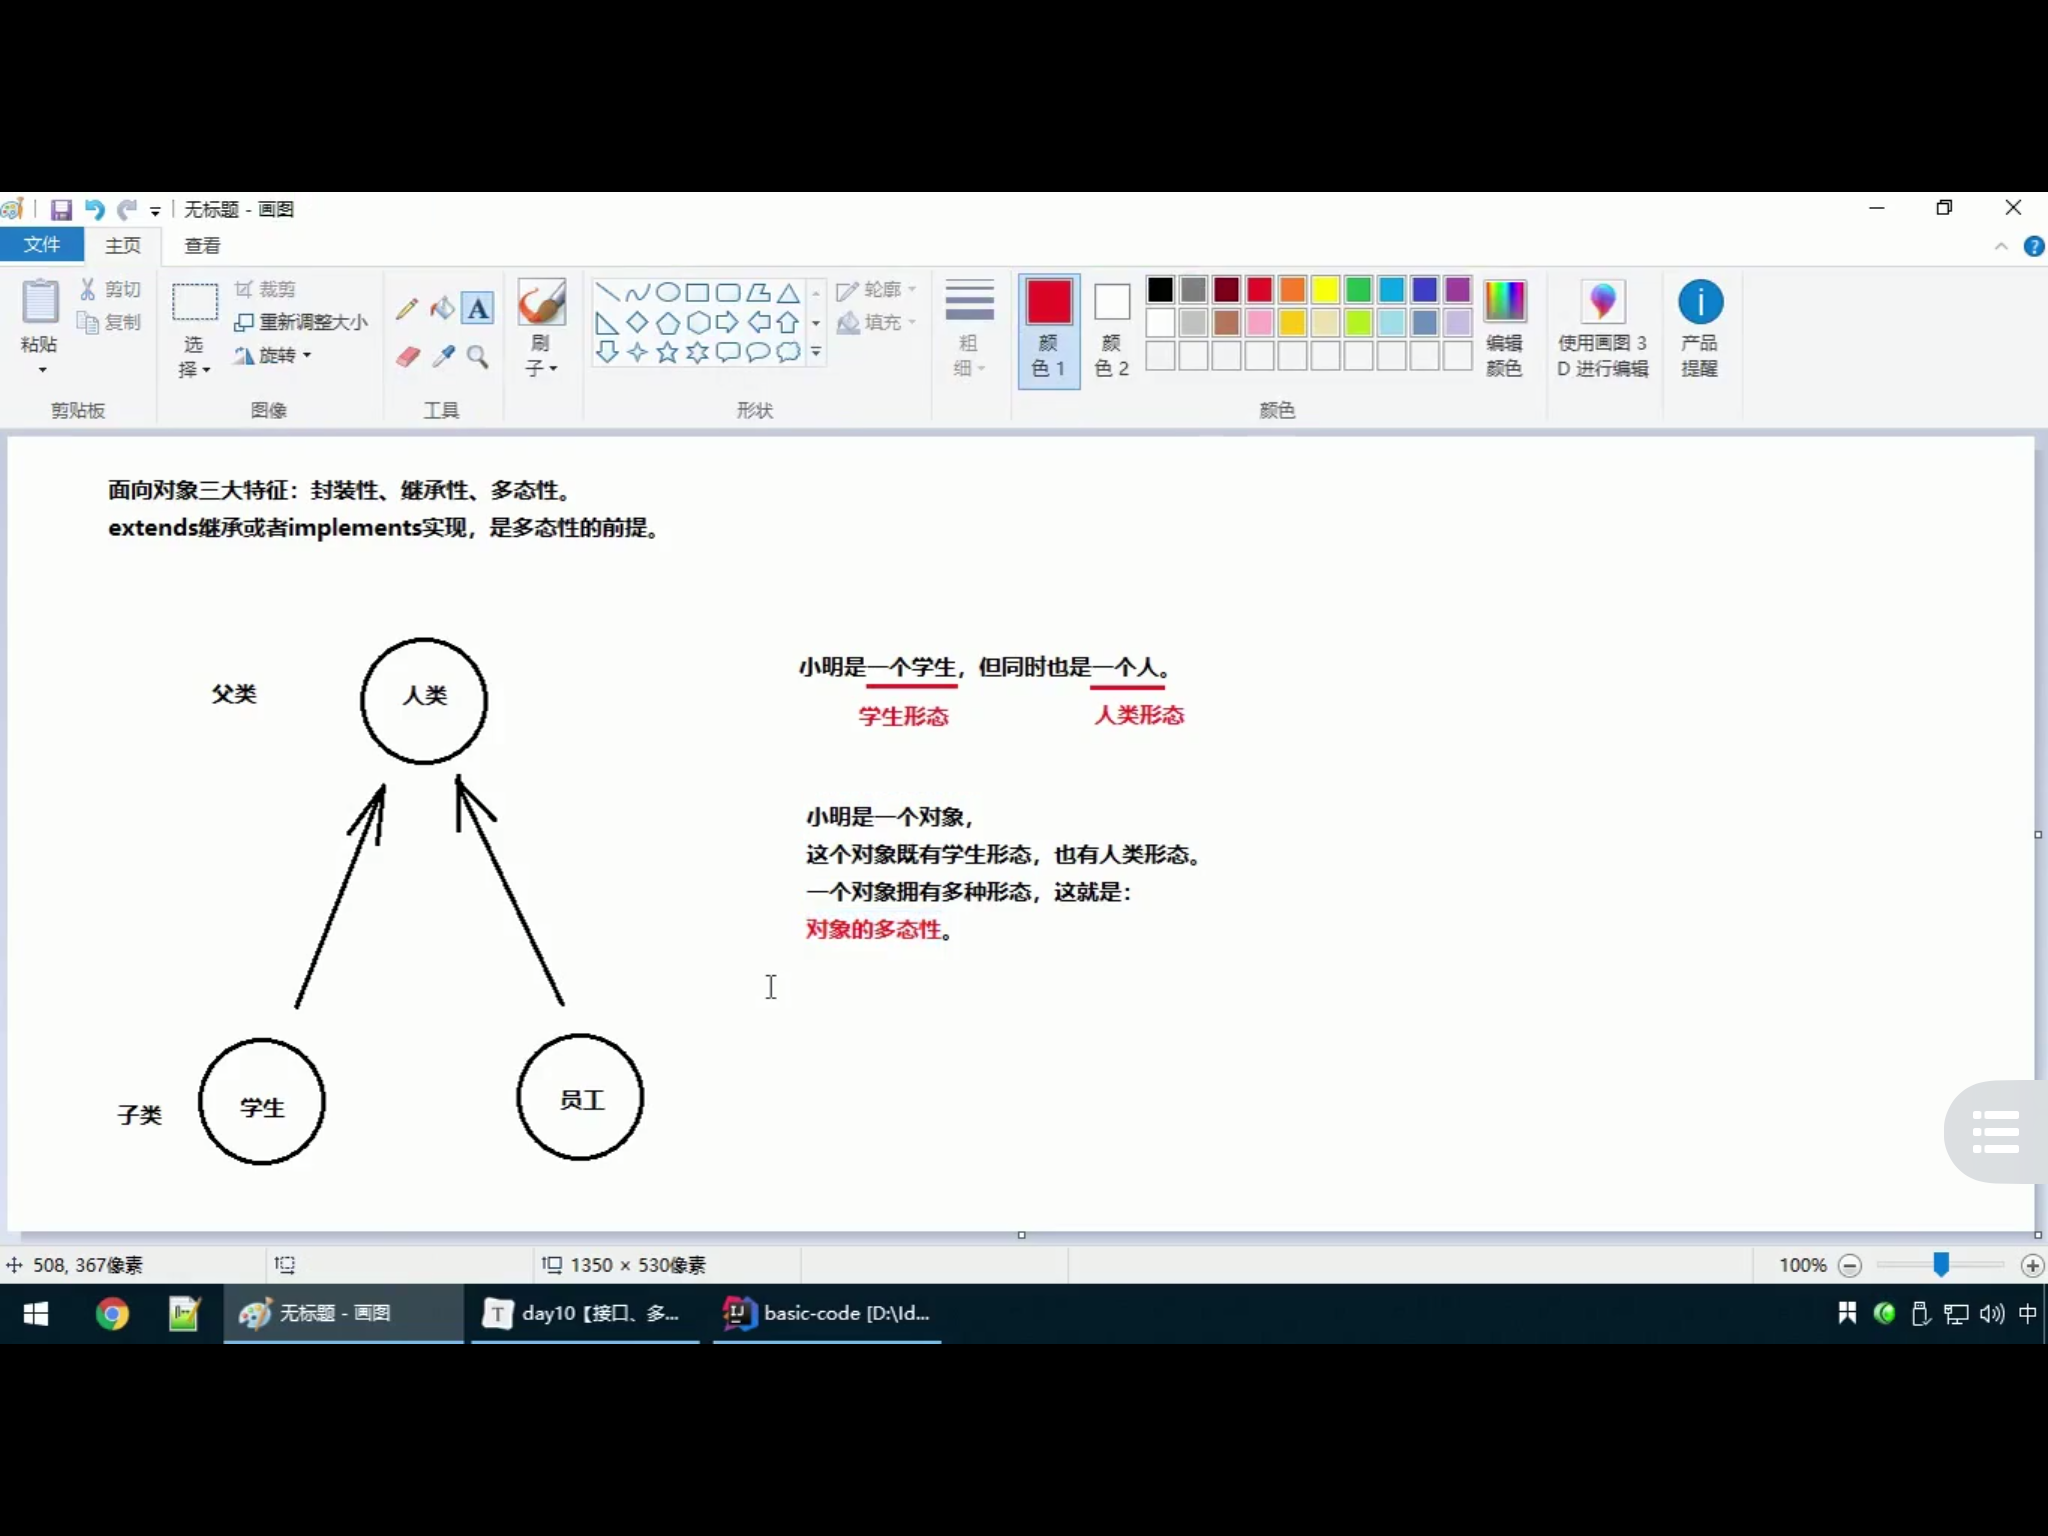 无标题 - 画图
文件 主页 查看
粘贴 剪切 复制 剪贴板
选择 裁剪 重新调整大小 旋转 图像
A 工具
刷子
形状 轮廓 填充
粗细
颜色 1 颜色 2 编辑颜色 颜色
使用画图 3D 进行编辑
产品提醒
面向对象三大特征：封装性、继承性、多态性。
extends继承或者implements实现，是多态性的前提。
父类 人类
小明是一个学生，但同时也是一个人。
学生形态 人类形态
小明是一个对象，
这个对象既有学生形态，也有人类形态。
一个对象拥有多种形态，这就是：
对象的多态性。
子类 学生 员工
508, 367像素 1350 × 530像素 100%
无标题 - 画图 day10【接口、多... basic-code [D:\Id... 中